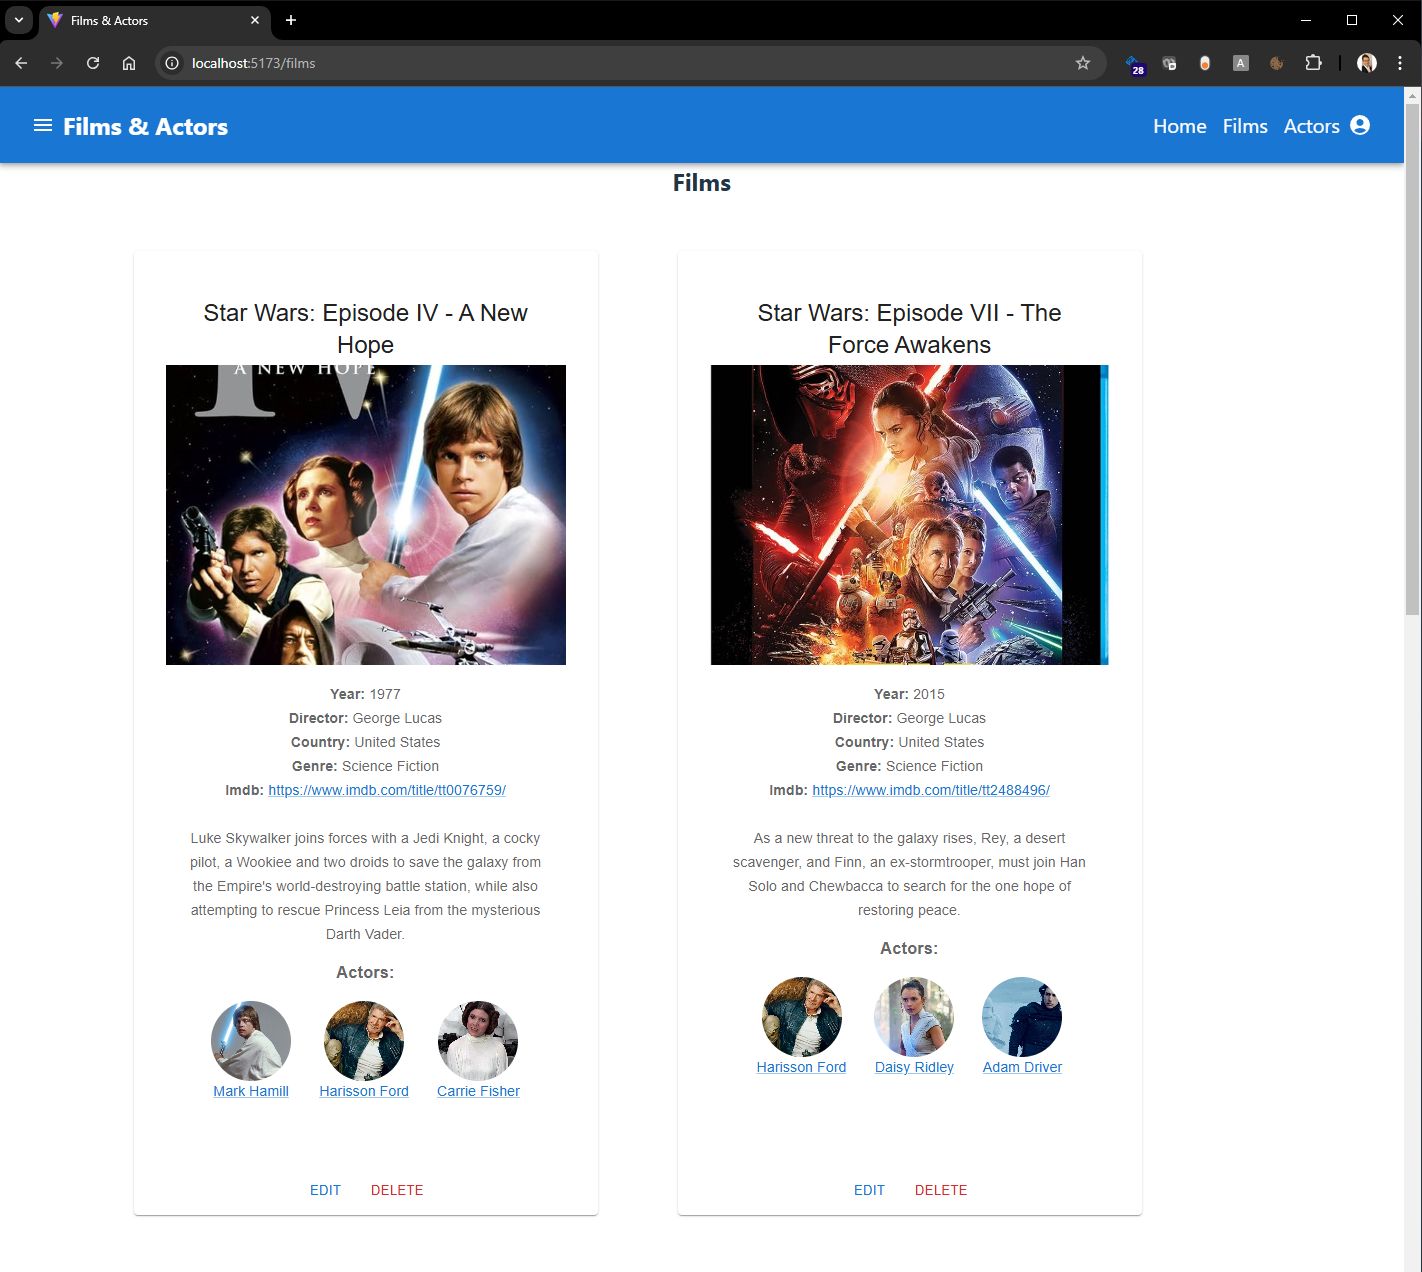 Films & Actors
localhost:5173/films
28
A
Films & Actors
Home Films Actors
Films
Star Wars: Episode IV - A New
Hope
A NEW HOPE
Year: 1977
Director: George Lucas
Country: United States
Genre: Science Fiction
Imdb: https://www.imdb.com/title/tt0076759/
Luke Skywalker joins forces with a Jedi Knight, a cocky
pilot, a Wookiee and two droids to save the galaxy from
the Empire's world-destroying battle station, while also
attempting to rescue Princess Leia from the mysterious
Darth Vader.
Actors:
Mark Hamill Harisson Ford Carrie Fisher
EDIT DELETE
Star Wars: Episode VII - The
Force Awakens
Year: 2015
Director: George Lucas
Country: United States
Genre: Science Fiction
Imdb: https://www.imdb.com/title/tt2488496/
As a new threat to the galaxy rises, Rey, a desert
scavenger, and Finn, an ex-stormtrooper, must join Han
Solo and Chewbacca to search for the one hope of
restoring peace.
Actors:
Harisson Ford Daisy Ridley Adam Driver
EDIT DELETE